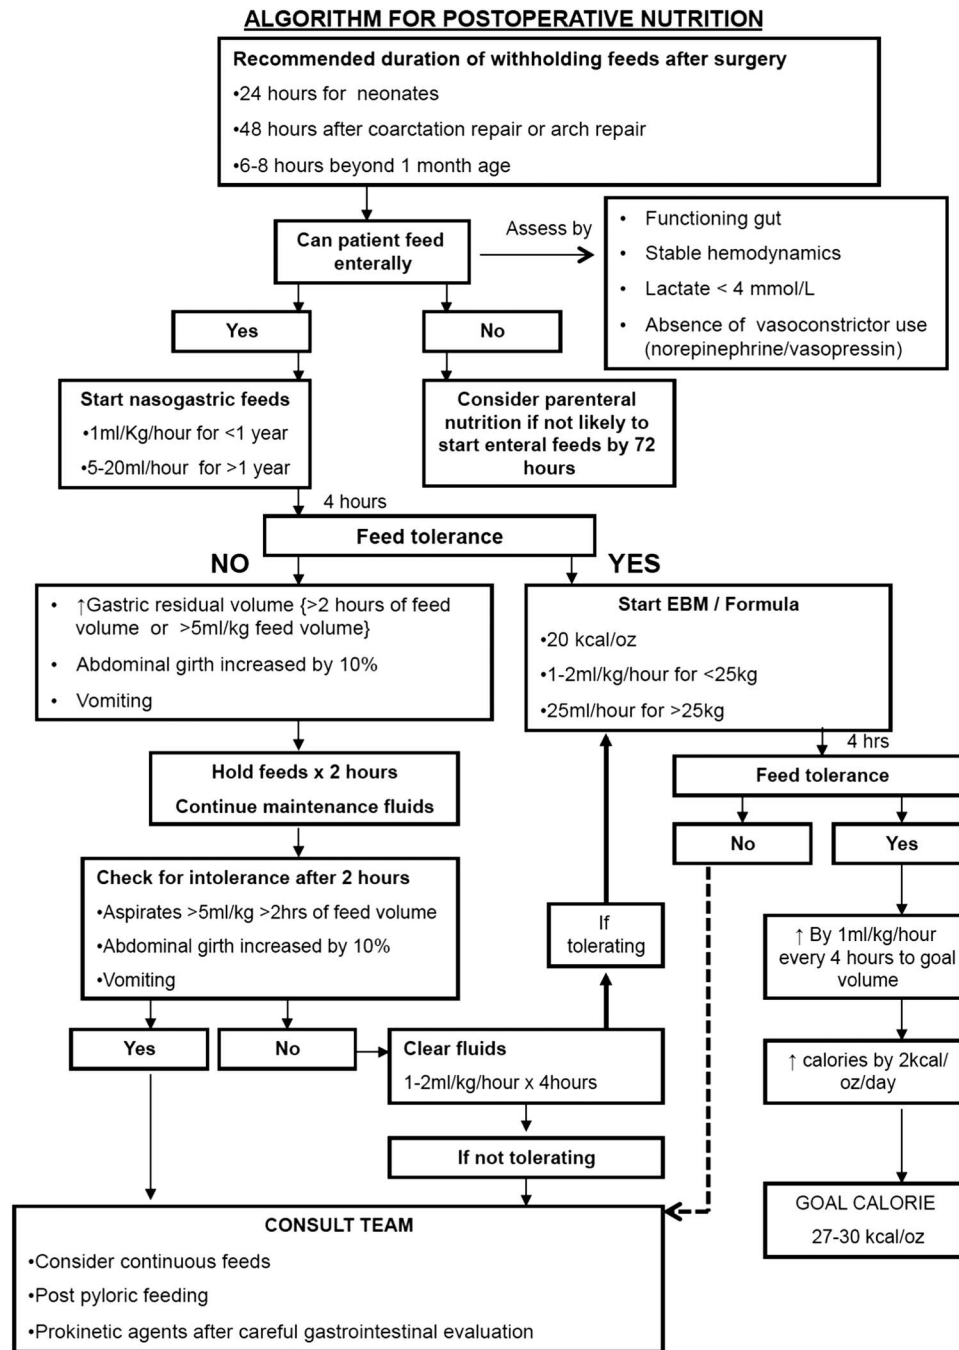 ALGORITHM FOR POSTOPERATIVE NUTRITION
Recommended duration of withholding feeds after surgery
•24 hours for neonates
•48 hours after coarctation repair or arch repair
•6-8 hours beyond 1 month age
Can patient feed
enterally
Assess by
• Functioning gut
• Stable hemodynamics
• Lactate < 4 mmol/L
• Absence of vasoconstrictor use
(norepinephrine/vasopressin)
Yes
No
Start nasogastric feeds
•1ml/Kg/hour for <1 year
•5-20ml/hour for >1 year
Consider parenteral
nutrition if not likely to
start enteral feeds by 72
hours
4 hours
Feed tolerance
NO
YES
• ↑Gastric residual volume {>2 hours of feed
volume or >5ml/kg feed volume}
• Abdominal girth increased by 10%
• Vomiting
Start EBM / Formula
•20 kcal/oz
•1-2ml/kg/hour for <25kg
•25ml/hour for >25kg
Hold feeds x 2 hours
Continue maintenance fluids
4 hrs
Feed tolerance
No
Yes
Check for intolerance after 2 hours
•Aspirates >5ml/kg >2hrs of feed volume
•Abdominal girth increased by 10%
•Vomiting
If
tolerating
↑ By 1ml/kg/hour
every 4 hours to goal
volume
Yes
No
Clear fluids
1-2ml/kg/hour x 4hours
↑ calories by 2kcal/
oz/day
If not tolerating
GOAL CALORIE
27-30 kcal/oz
CONSULT TEAM
•Consider continuous feeds
•Post pyloric feeding
•Prokinetic agents after careful gastrointestinal evaluation